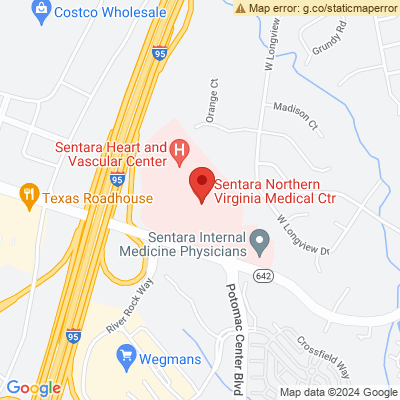 Map error: g.co/staticmaperror
Costco Wholesale
Grundy Rd
W Longview
Orange Ct
Madison Ct
95
Sentara Heart and
Vascular Center
H
95
Texas Roadhouse
Sentara Northern
Virginia Medical Ctr
W Longview Dr
Sentara Internal
Medicine Physicians
642
River Rock Way
Potomac Center Blvd
95
Wegmans
Crossfield Way
Google
Map data ©2024 Google